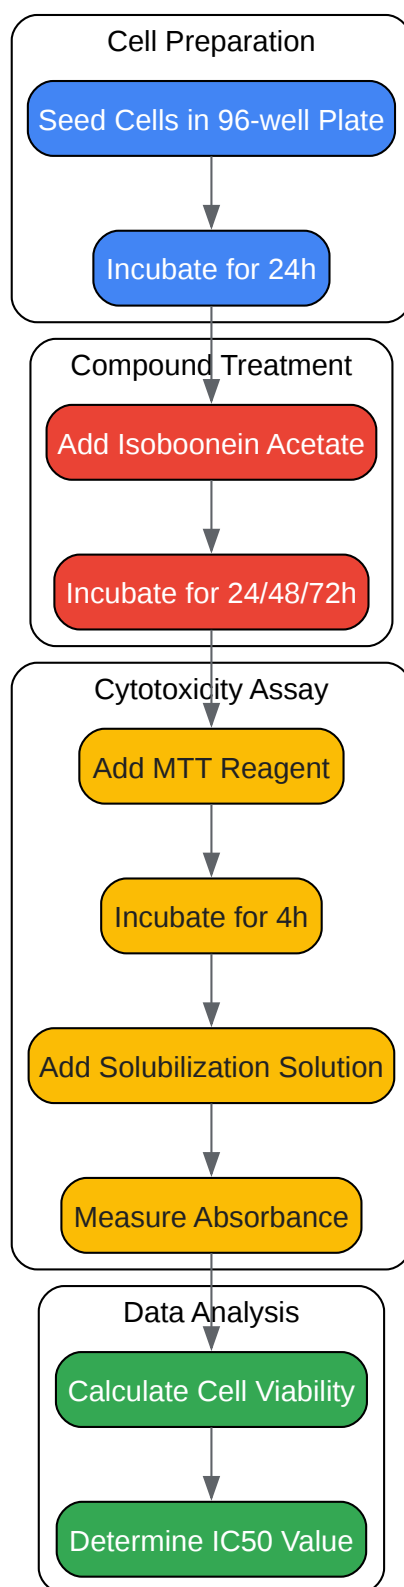 Cell Preparation
Seed Cells in 96-well Plate
Incubate for 24h
Compound Treatment
Add Isoboonein Acetate
Incubate for 24/48/72h
Cytotoxicity Assay
Add MTT Reagent
Incubate for 4h
Add Solubilization Solution
Measure Absorbance
Data Analysis
Calculate Cell Viability
Determine IC50 Value